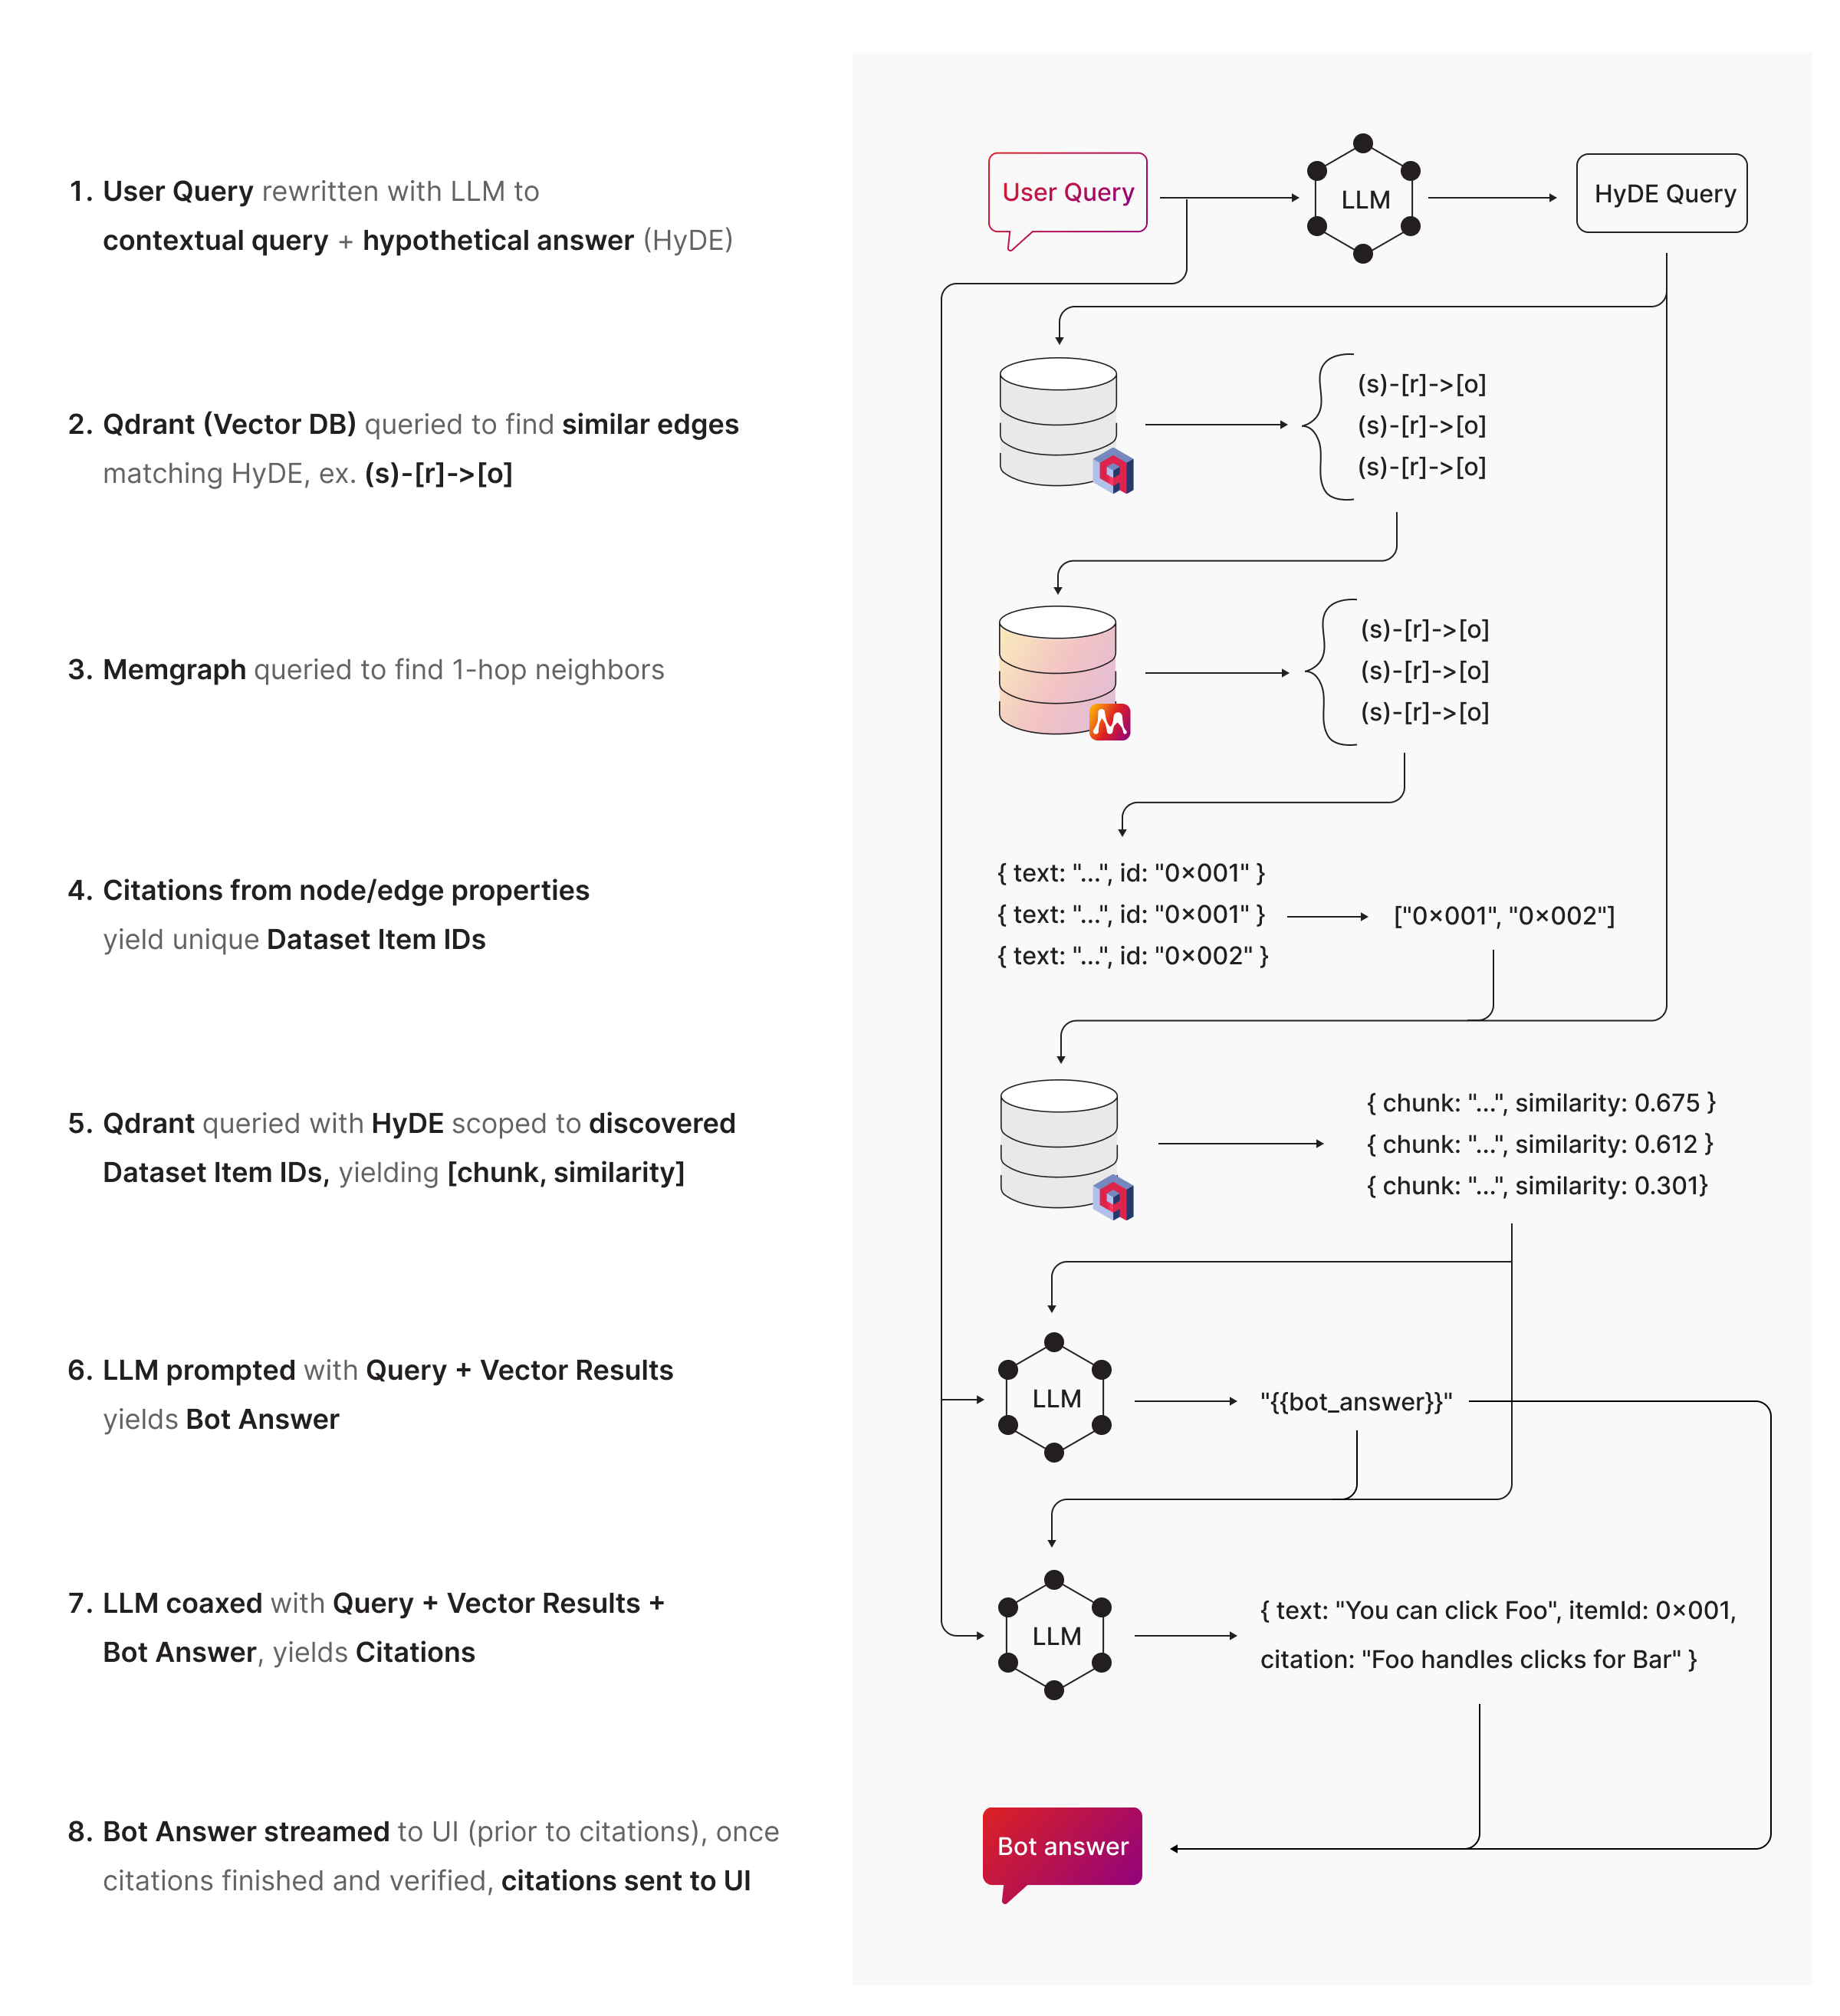 1. User Query rewritten with LLM to
contextual query + hypothetical answer (HyDE)
User Query
LLM
HyDE Query
2. Qdrant (Vector DB) queried to find similar edges
matching HyDE, ex. (s)-[r]->[o]
(s)-[r]->[o]
(s)-[r]->[o]
(s)-[r]->[o]
3. Memgraph queried to find 1-hop neighbors
(s)-[r]->[o]
(s)-[r]->[o]
(s)-[r]->[o]
4. Citations from node/edge properties
yield unique Dataset Item IDs
{ text: "...", id: "0×001" }
{ text: "...", id: "0×001" }
{ text: "...", id: "0×002" }
["0×001", "0×002"]
5. Qdrant queried with HyDE scoped to discovered
Dataset Item IDs, yielding [chunk, similarity]
{ chunk: "...", similarity: 0.675 }
{ chunk: "...", similarity: 0.612 }
{ chunk: "...", similarity: 0.301}
6. LLM prompted with Query + Vector Results
yields Bot Answer
LLM
"{{bot_answer}}"
7. LLM coaxed with Query + Vector Results +
Bot Answer, yields Citations
LLM
{ text: "You can click Foo", itemId: 0×001,
citation: "Foo handles clicks for Bar" }
8. Bot Answer streamed to UI (prior to citations), once
citations finished and verified, citations sent to UI
Bot answer